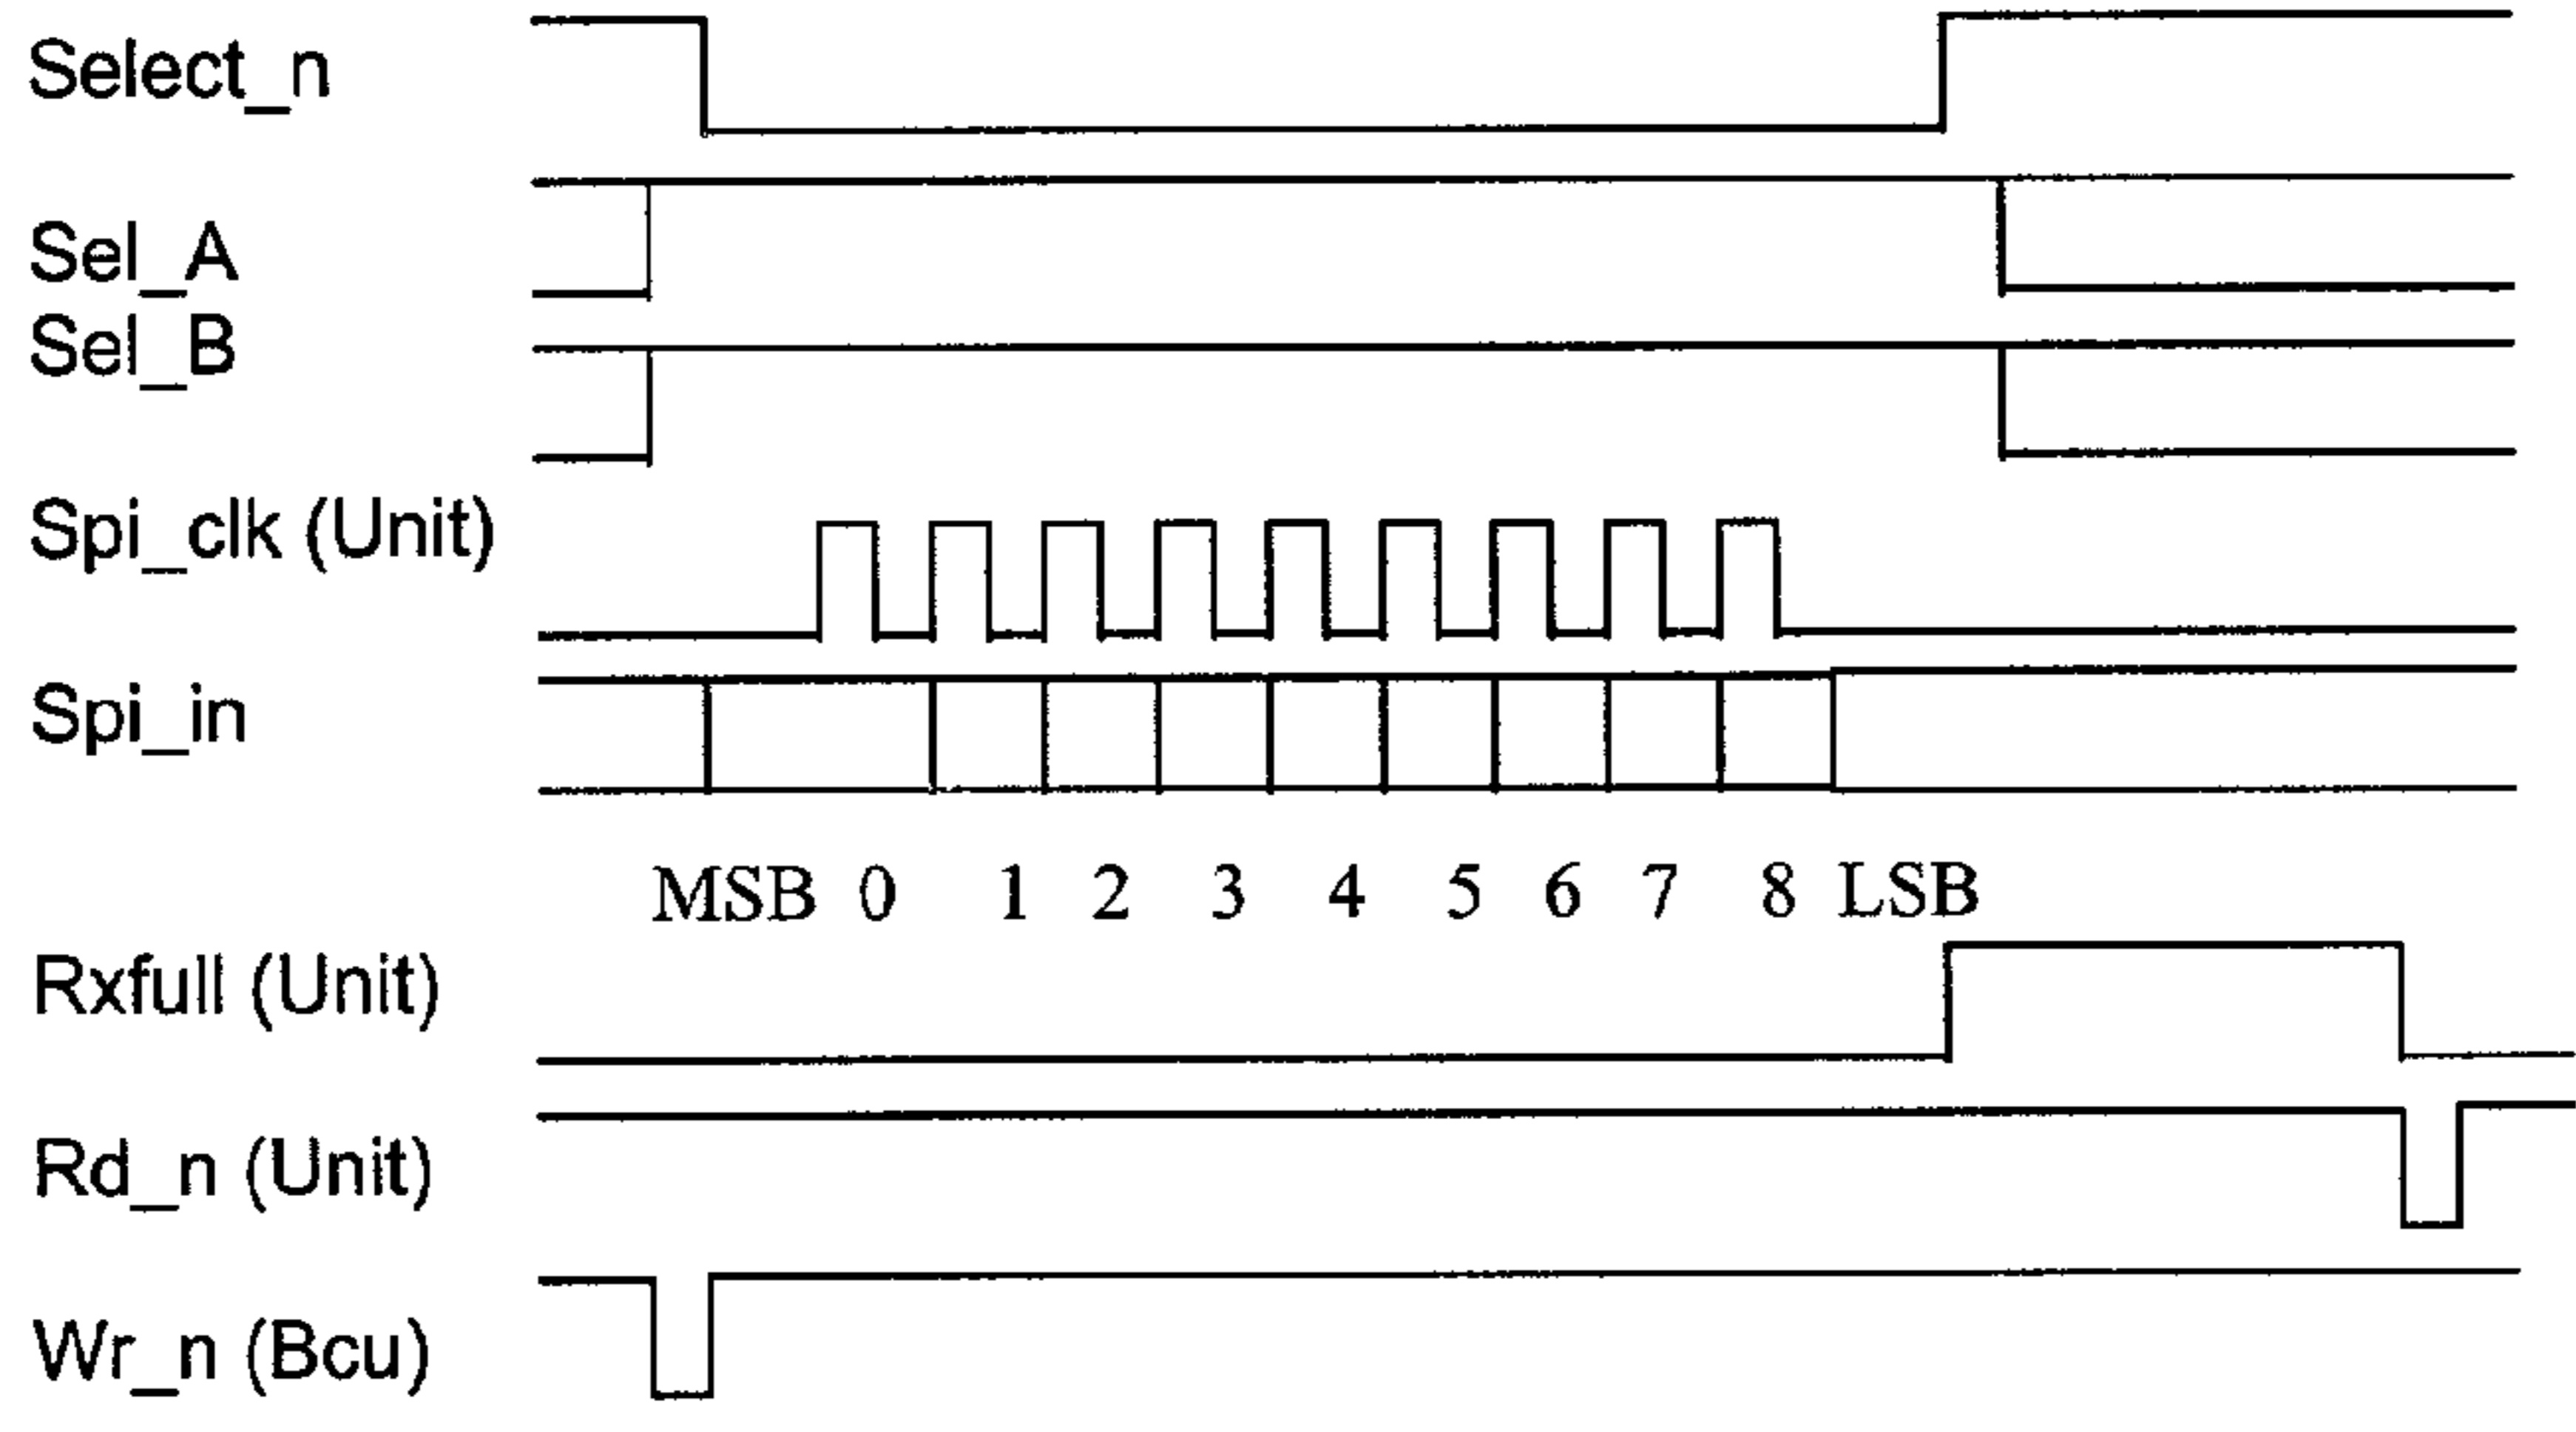 Select_n
Sel_A
Sel_B
Spi_clk (Unit)
Spi_in
MSB 0 1 2 3 4 5 6 7 8 LSB
Rxfull (Unit)
Rd_n (Unit)
Wr_n (Bcu)